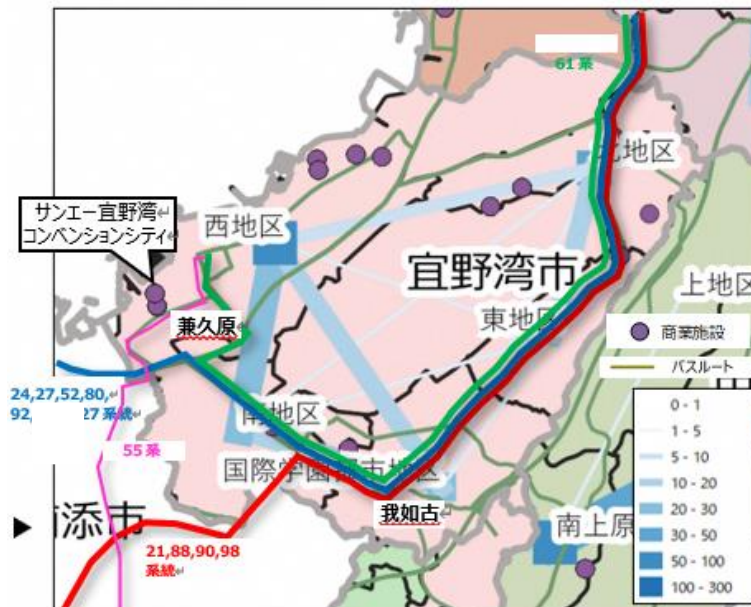 61系
北地区
サンエー宜野湾
コンベンションシティ
西地区
宜野湾市
上地区
東地区
兼久原
商業施設
バスルート
24,27,52,80,
92,
27系統
南地区
55系
国際学園都市地区
我如古
添市
南上原
21,88,90,98
系統
0 - 1
1 - 5
5 - 10
10 - 20
20 - 30
30 - 50
50 - 100
100 - 300